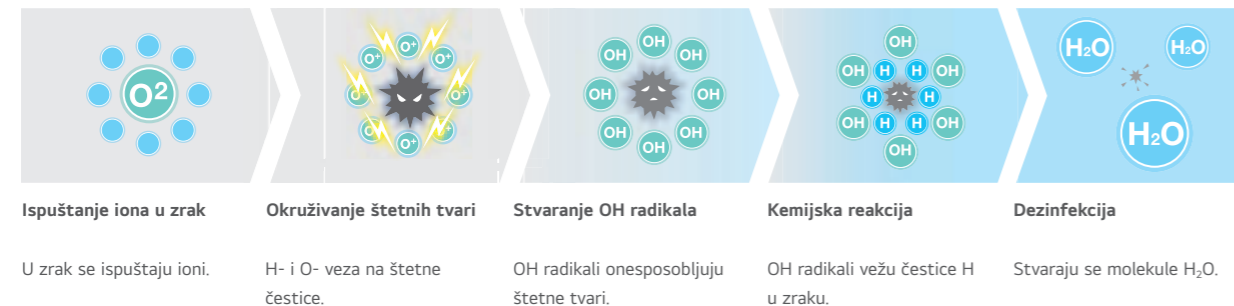 O²
O⁺ O⁺ O⁺ O⁺ O⁺ O⁺ O⁺ O⁺
OH OH OH OH OH OH OH OH
OH OH OH OH OH OH
H H H H H H
H₂O H₂O
H₂O
Ispuštanje iona u zrak
U zrak se ispuštaju ioni.
Okruživanje štetnih tvari
H- i O- veza na štetne
čestice.
Stvaranje OH radikala
OH radikali onesposobljuju
štetne tvari.
Kemijska reakcija
OH radikali vežu čestice H
u zraku.
Dezinfekcija
Stvaraju se molekule H₂O.